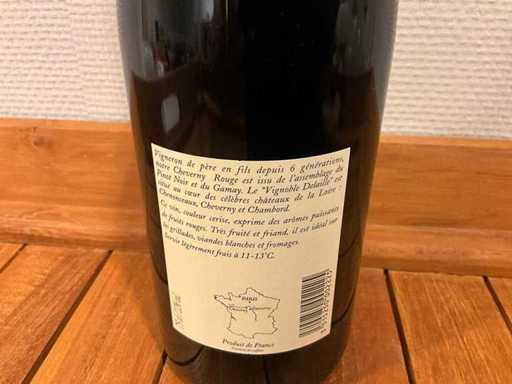 Vigneron de père en fils depuis 6 générations,
notre Cheverny Rouge est issu de l'assemblage du
Pinot Noir et du Gamay. Le "Vignoble Delaille" est
situé au cœur des célèbres châteaux de la Loire :
Chenonceaux, Cheverny et Chambord.
Ce vin, couleur cerise, exprime des arômes puissants
de fruits rouges. Très fruité et friand, il est idéal sur
les grillades, viandes blanches et fromages.
Servir légèrement frais à 11-13°C.
PARIS
Produit de France